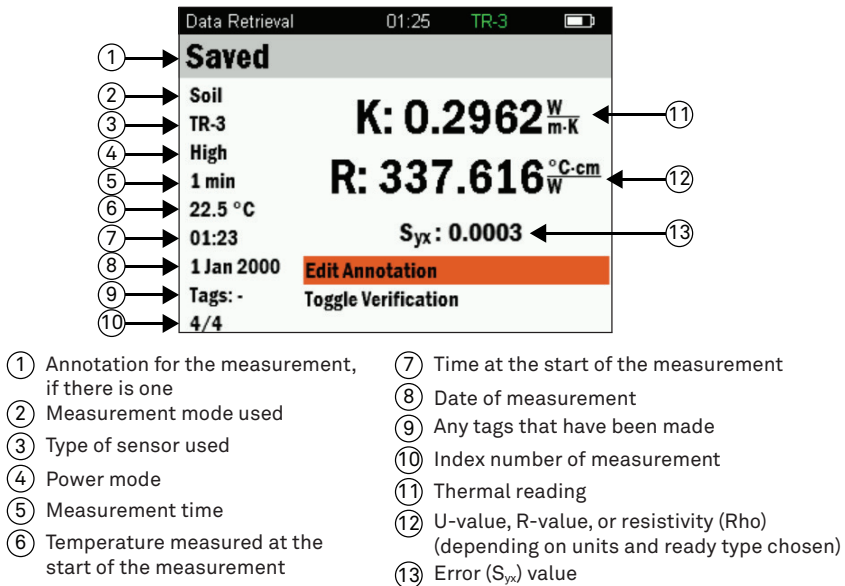 Data Retrieval 01:25 TR-3
1 Saved
2 Soil
3 TR-3
4 High
5 1 min
6 22.5 °C
7 01:23
8 1 Jan 2000
9 Tags: -
10 4/4
K: 0.2962 W/m·K 11
R: 337.616 °C·cm/W 12
Syx: 0.0003 13
Edit Annotation
Toggle Verification
1 Annotation for the measurement,
if there is one
2 Measurement mode used
3 Type of sensor used
4 Power mode
5 Measurement time
6 Temperature measured at the
start of the measurement
7 Time at the start of the measurement
8 Date of measurement
9 Any tags that have been made
10 Index number of measurement
11 Thermal reading
12 U-value, R-value, or resistivity (Rho)
(depending on units and ready type chosen)
13 Error (Syx) value